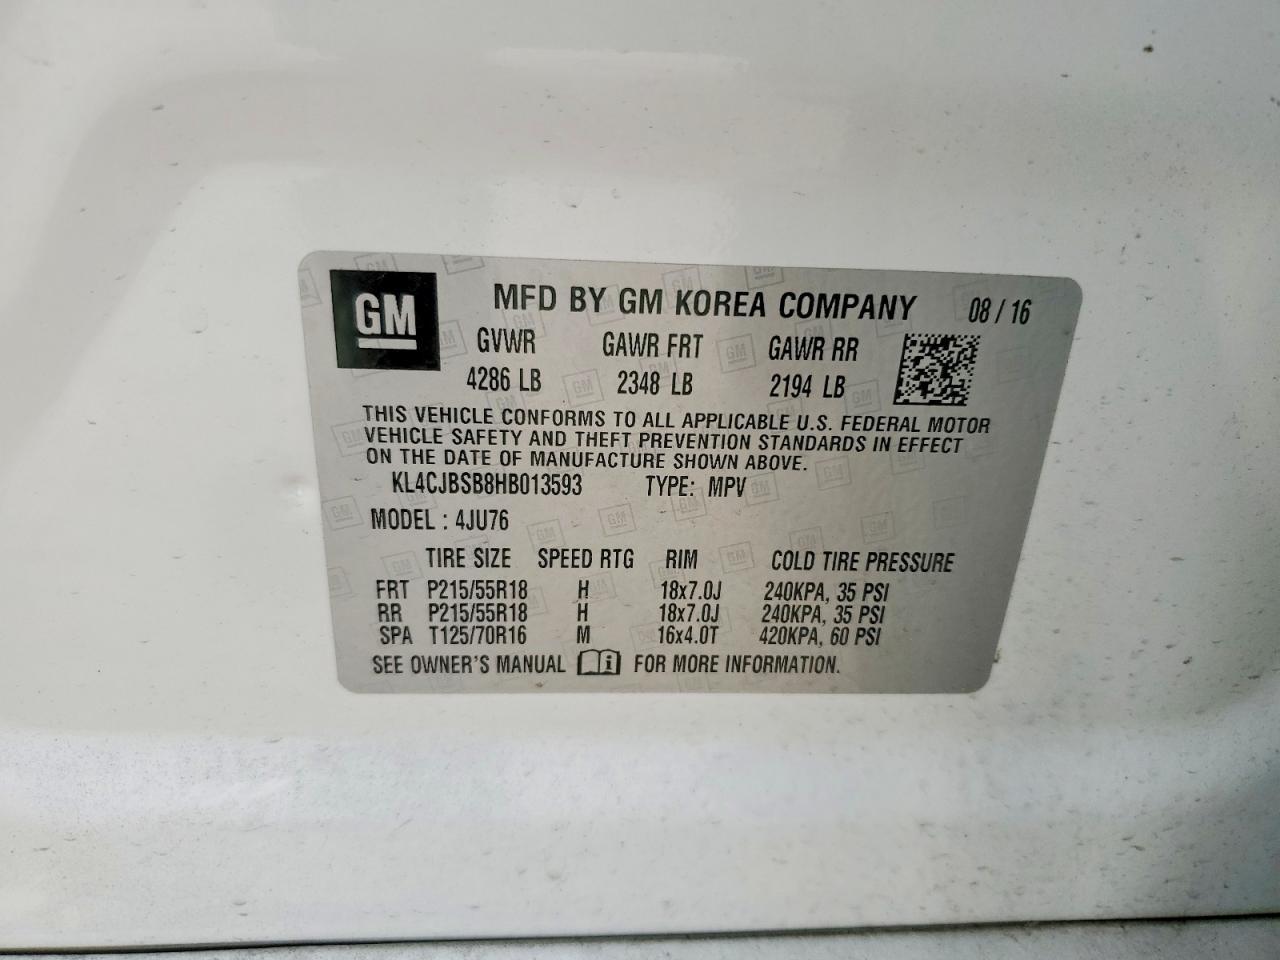 GM
MFD BY GM KOREA COMPANY 08 / 16
GVWR GAWR FRT GAWR RR
4286 LB 2348 LB 2194 LB
THIS VEHICLE CONFORMS TO ALL APPLICABLE U.S. FEDERAL MOTOR
VEHICLE SAFETY AND THEFT PREVENTION STANDARDS IN EFFECT
ON THE DATE OF MANUFACTURE SHOWN ABOVE.
KL4CJBSB8HB013593 TYPE: MPV
MODEL : 4JU76
TIRE SIZE SPEED RTG RIM COLD TIRE PRESSURE
FRT P215/55R18 H 18x7.0J 240KPA, 35 PSI
RR P215/55R18 H 18x7.0J 240KPA, 35 PSI
SPA T125/70R16 M 16x4.0T 420KPA, 60 PSI
SEE OWNER'S MANUAL i FOR MORE INFORMATION.